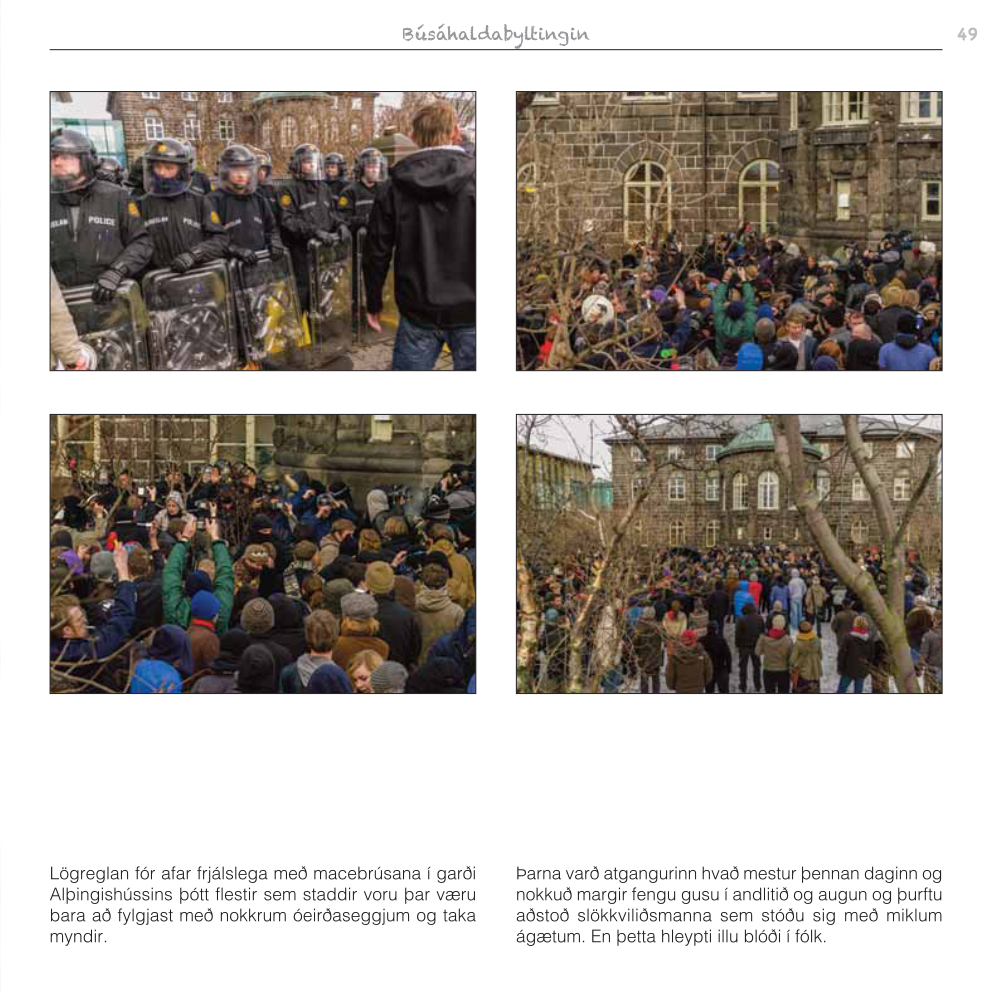 Búsáhaldabyltingin
49
POLICE
Lögreglan fór afar frjálslega með macebrúsana í garði
Alþingishússins þótt flestir sem staddir voru þar væru
bara að fylgjast með nokkrum óeirðaseggjum og taka
myndir.
Þarna varð atgangurinn hvað mestur þennan daginn og
nokkuð margir fengu gusu í andlitið og augun og þurftu
aðstoð slökkviliðsmanna sem stóðu sig með miklum
ágætum. En þetta hleypti illu blóði í fólk.